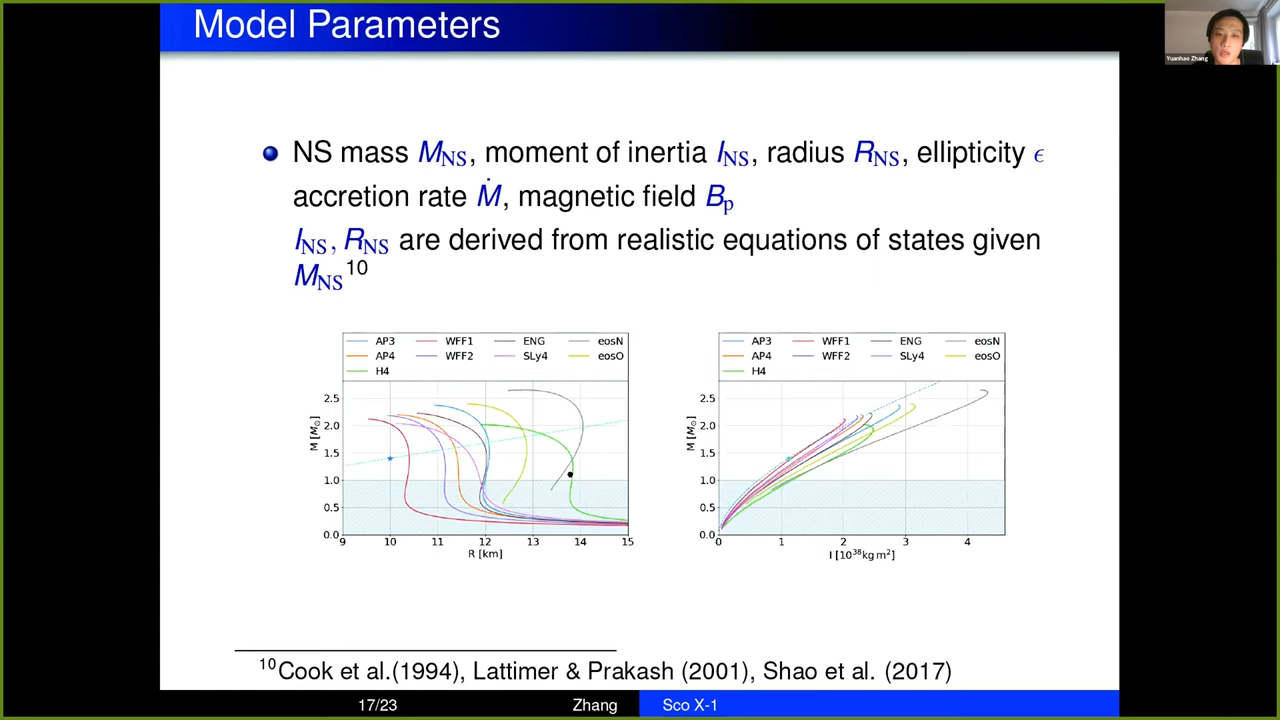 Model Parameters
Yuanhao Zhang
NS mass M_NS, moment of inertia I_NS, radius R_NS, ellipticity ϵ
accretion rate Ṁ, magnetic field B_p
I_NS, R_NS are derived from realistic equations of states given
M_NS^10
AP3 WFF1 ENG eosN
AP4 WFF2 SLy4 eosO
H4
M [M⊙]
2.5
2.0
1.5
1.0
0.5
0.0
9 10 11 12 13 14 15
R [km]
AP3 WFF1 ENG eosN
AP4 WFF2 SLy4 eosO
H4
M [M⊙]
2.5
2.0
1.5
1.0
0.5
0.0
0 1 2 3 4
I [10^38 kg m^2]
^10Cook et al.(1994), Lattimer & Prakash (2001), Shao et al. (2017)
17/23 Zhang Sco X-1